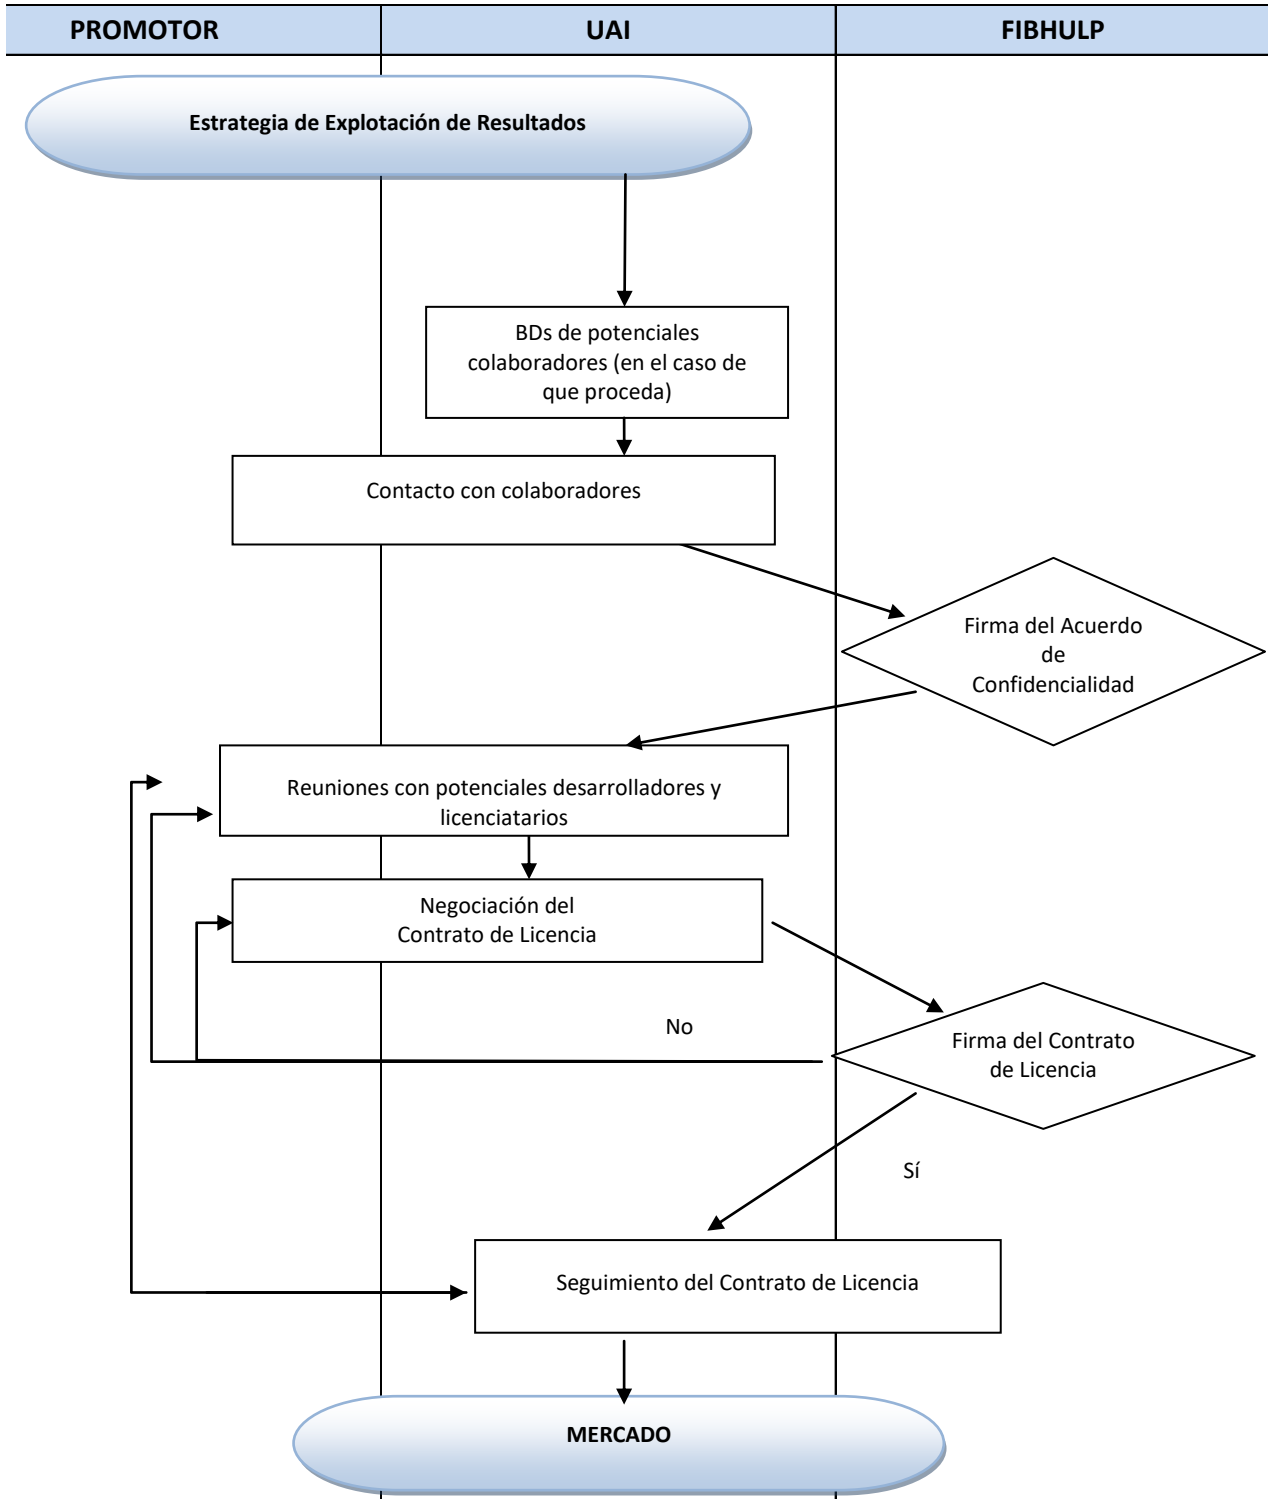 PROMOTOR
UAI
FIBHULP
Estrategia de Explotación de Resultados
BDs de potenciales
colaboradores (en el caso de
que proceda)
Contacto con colaboradores
Firma del Acuerdo
de
Confidencialidad
Reuniones con potenciales desarrolladores y
licenciatarios
Negociación del
Contrato de Licencia
No
Firma del Contrato
de Licencia
Sí
Seguimiento del Contrato de Licencia
MERCADO